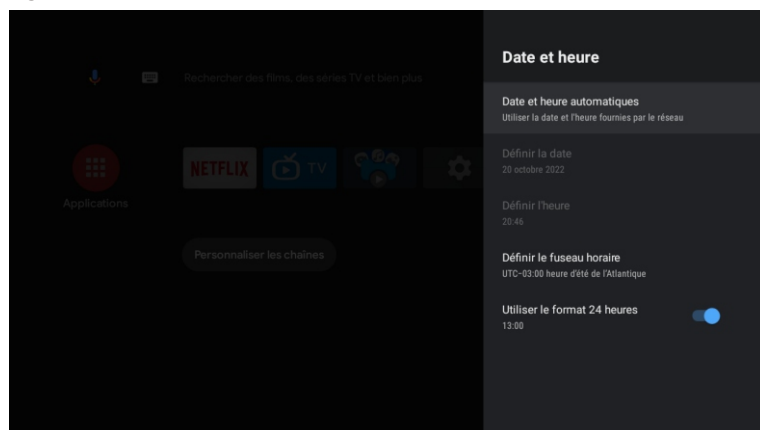 Date et heure
Rechercher des films, des séries TV et bien plus
Date et heure automatiques
Utiliser la date et l'heure fournies par le réseau
Définir la date
20 octobre 2022
NETFLIX
TV
Applications
Définir l'heure
20:46
Personnaliser les chaînes
Définir le fuseau horaire
UTC−03:00 heure d'été de l'Atlantique
Utiliser le format 24 heures
13:00